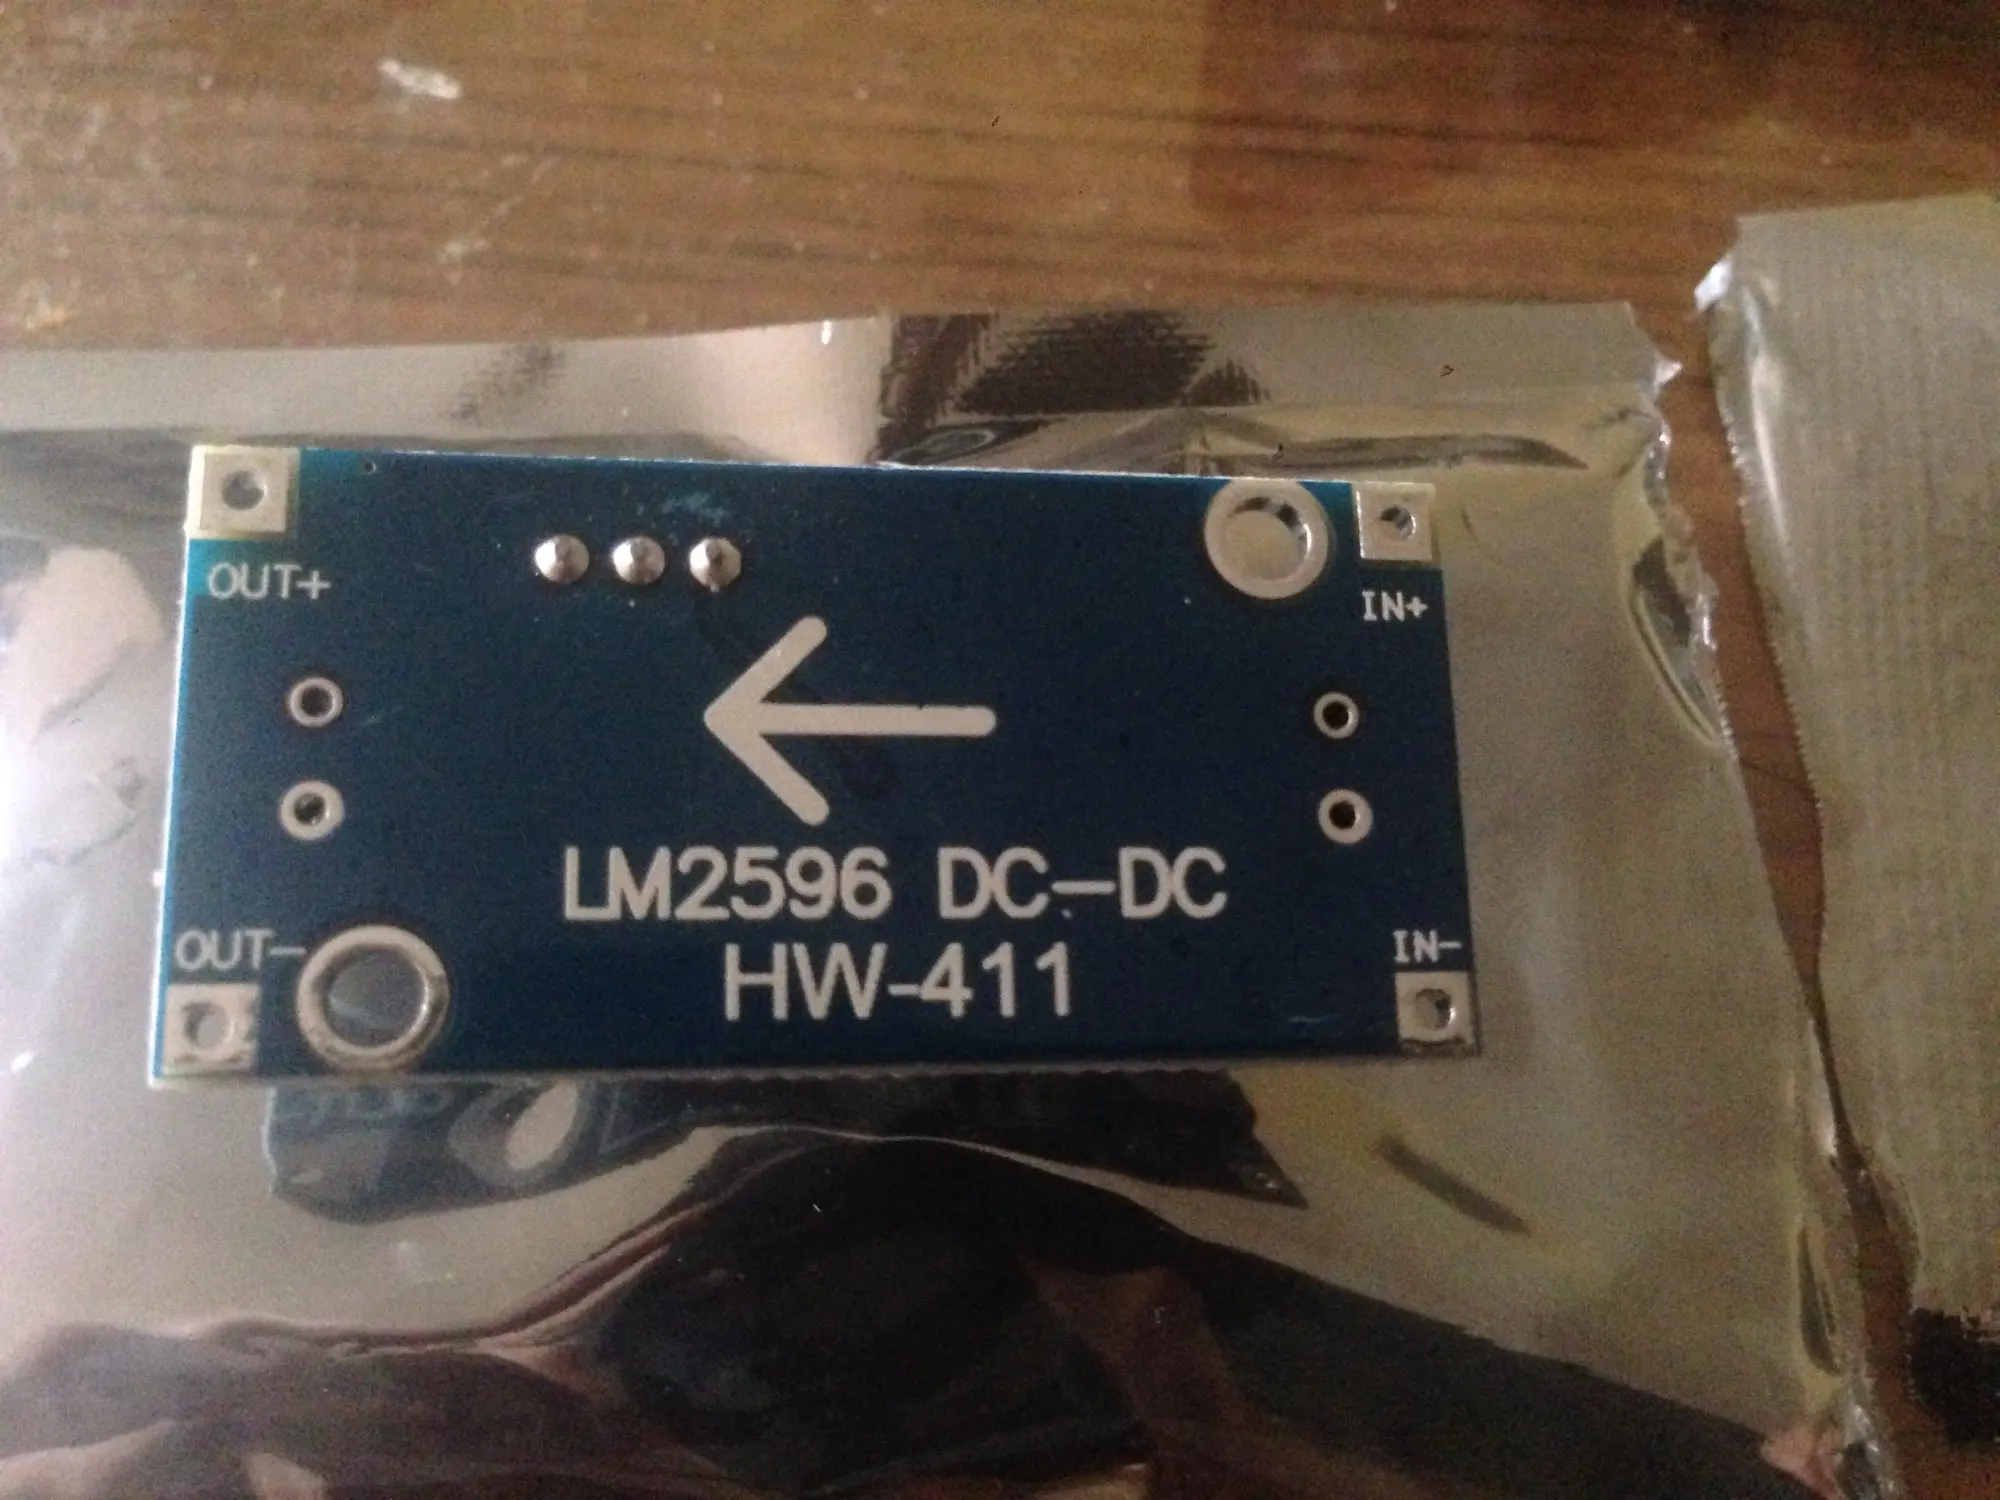 OUT+
IN+
LM2596 DC-DC
OUT-
IN-
HW-411